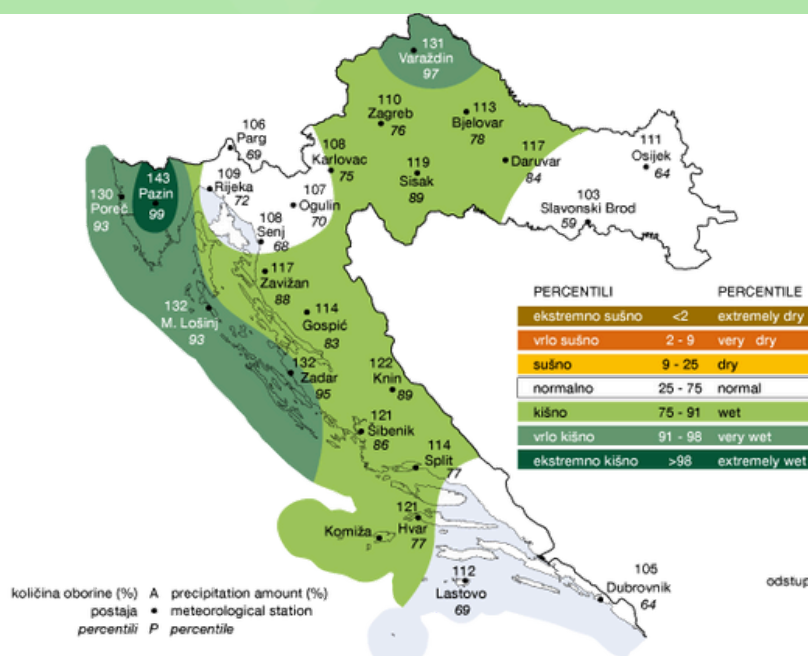 131
Varaždin
97
110
Zagreb
76
113
Bjelovar
78
106
Parg
69
108
Karlovac
75
117
Daruvar
84
111
Osijek
64
143
Pazin
99
109
Rijeka
72
119
Sisak
89
130
Poreč
93
107
Ogulin
70
103
Slavonski Brod
59
108
Senj
68
117
Zavižan
88
132
M. Lošinj
93
114
Gospić
83
132
Zadar
95
122
Knin
89
121
Šibenik
86
114
Split
77
121
Hvar
77
Komiža
112
Lastovo
69
105
Dubrovnik
64
PERCENTILI PERCENTILE
ekstremno sušno <2 extremely dry
vrlo sušno 2 - 9 very dry
sušno 9 - 25 dry
normalno 25 - 75 normal
kišno 75 - 91 wet
vrlo kišno 91 - 98 very wet
ekstremno kišno >98 extremely wet
količina oborine (%) A precipitation amount (%)
postaja • meteorological station
percentili P percentile
odstup